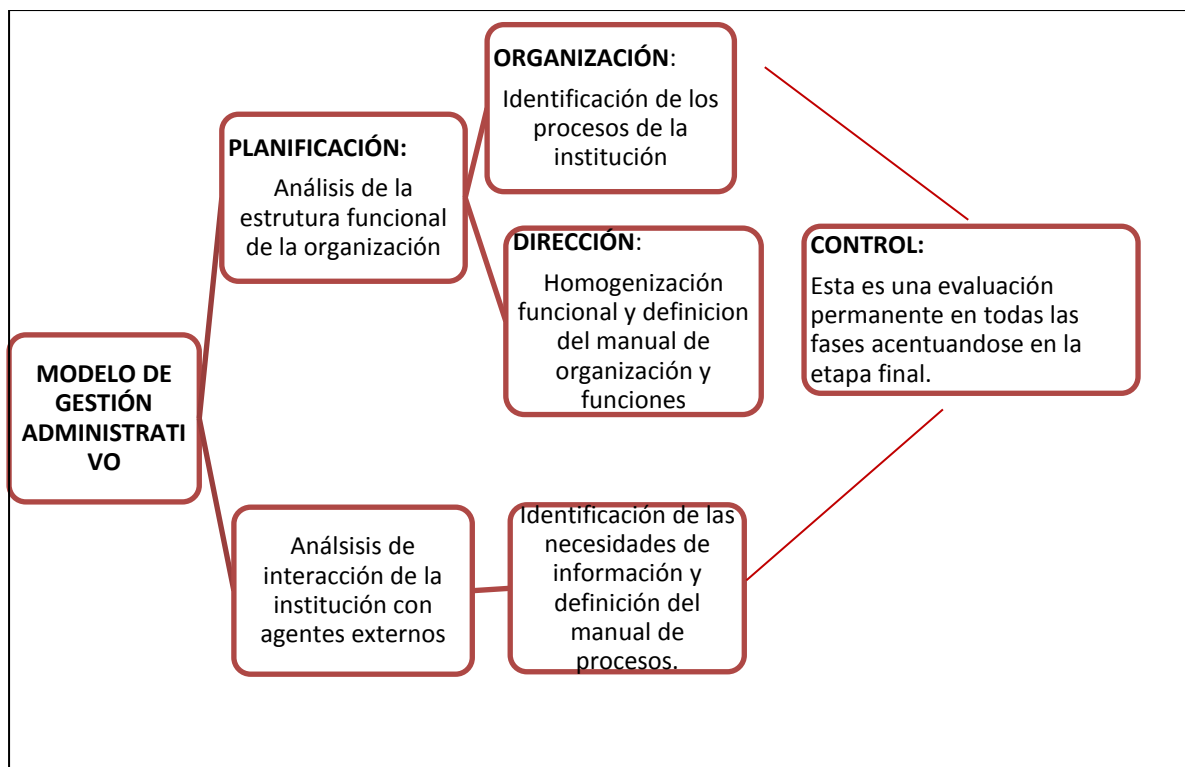 MODELO DE
GESTIÓN
ADMINISTRATI
VO
PLANIFICACIÓN:
Análisis de la
estrutura funcional
de la organización
ORGANIZACIÓN:
Identificación de los
procesos de la
institución
DIRECCIÓN:
Homogenización
funcional y definicion
del manual de
organización y
funciones
Análsisis de
interacción de la
institución con
agentes externos
Identificación de las
necesidades de
información y
definición del
manual de
procesos.
CONTROL:
Esta es una evaluación
permanente en todas las
fases acentuandose en la
etapa final.